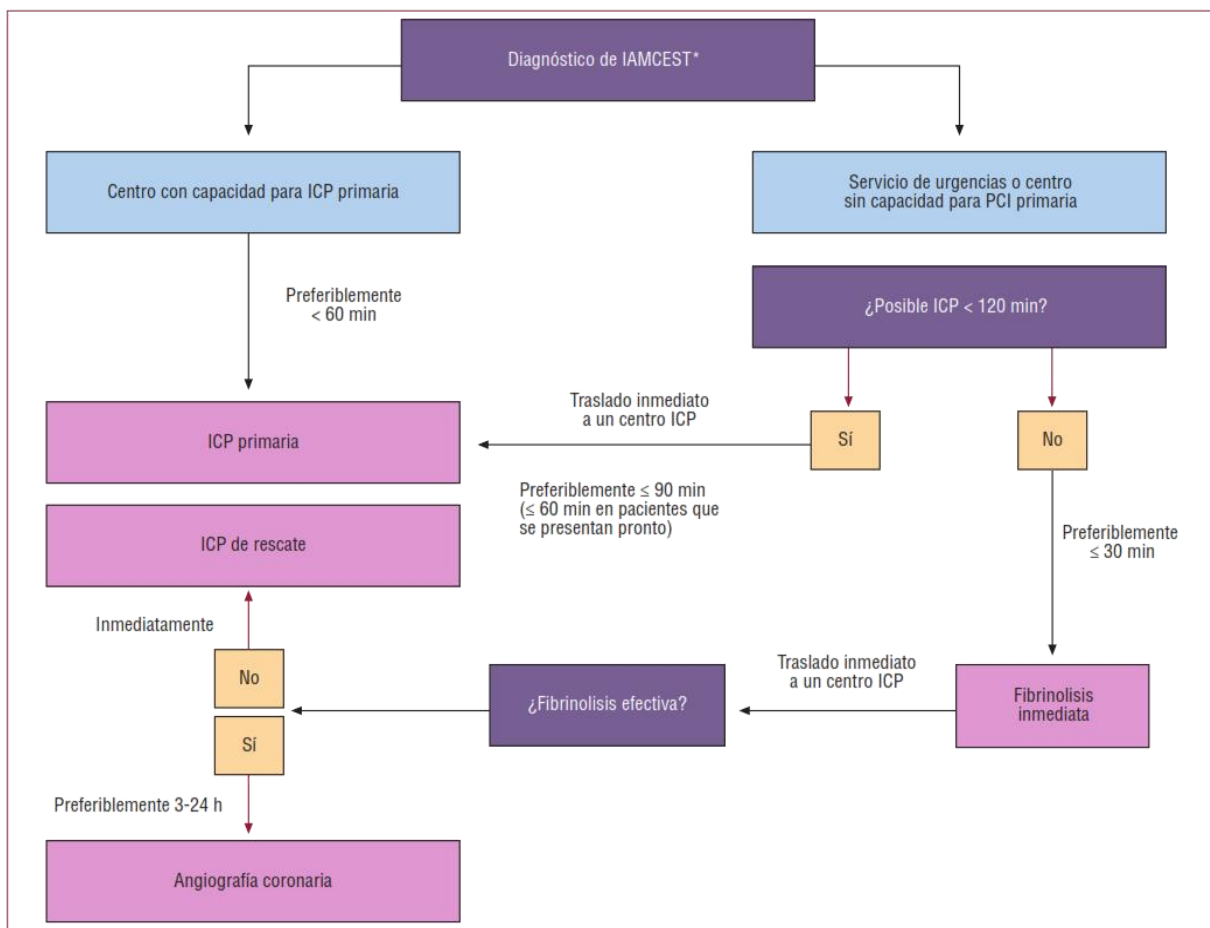 Diagnóstico de IAMCEST*
Centro con capacidad para ICP primaria
Servicio de urgencias o centro
sin capacidad para PCI primaria
Preferiblemente
< 60 min
¿Posible ICP < 120 min?
Traslado inmediato
a un centro ICP
Sí
No
ICP primaria
Preferiblemente ≤ 90 min
(≤ 60 min en pacientes que
se presentan pronto)
Preferiblemente
≤ 30 min
ICP de rescate
Inmediatamente
No
Sí
¿Fibrinolisis efectiva?
Traslado inmediato
a un centro ICP
Fibrinolisis
inmediata
Preferiblemente 3-24 h
Angiografía coronaria